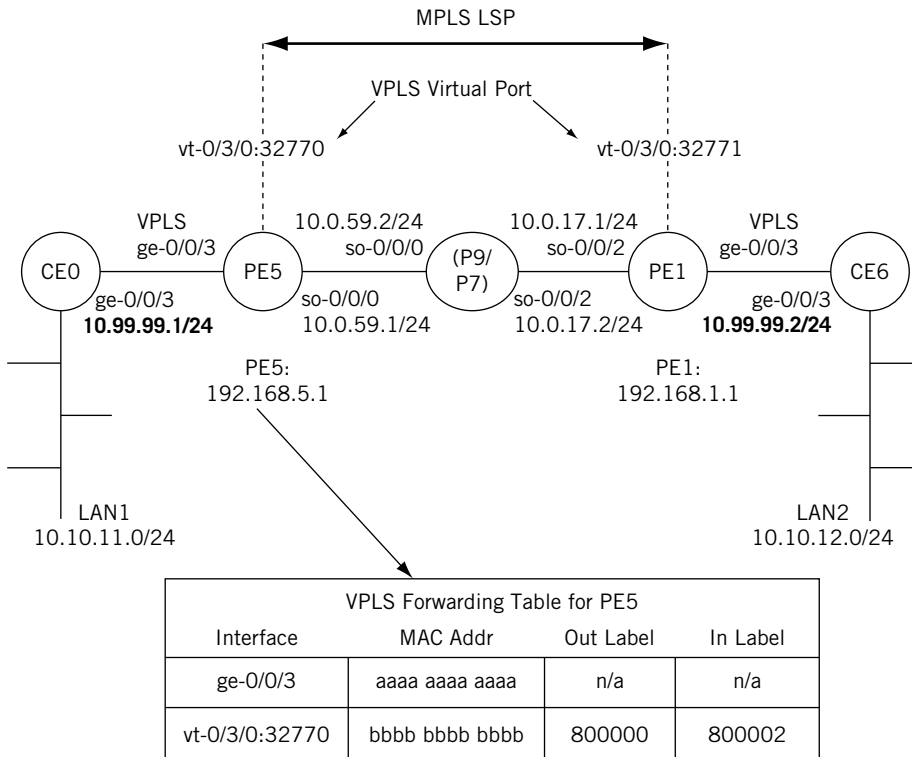 MPLS LSP
VPLS Virtual Port
vt-0/3/0:32770
vt-0/3/0:32771
VPLS
ge-0/0/3
10.0.59.2/24
so-0/0/0
10.0.17.1/24
so-0/0/2
VPLS
ge-0/0/3
CE0
PE5
(P9/
P7)
PE1
CE6
ge-0/0/3
10.99.99.1/24
so-0/0/0
10.0.59.1/24
so-0/0/2
10.0.17.2/24
ge-0/0/3
10.99.99.2/24
PE5:
192.168.5.1
PE1:
192.168.1.1
LAN1
10.10.11.0/24
LAN2
10.10.12.0/24
VPLS Forwarding Table for PE5
Interface MAC Addr Out Label In Label
ge-0/0/3 aaaa aaaa aaaa n/a n/a
vt-0/3/0:32770 bbbb bbbb bbbb 800000 800002